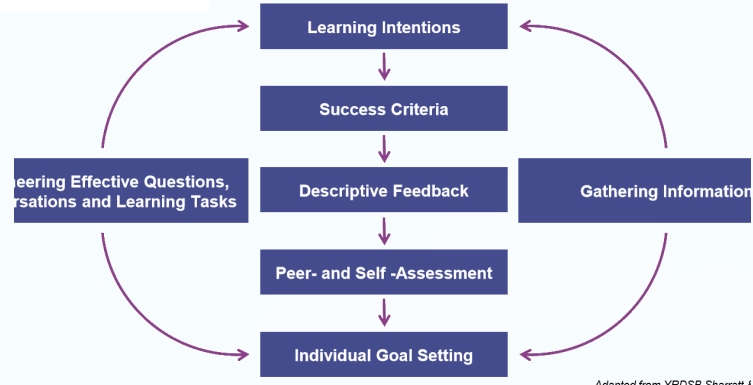 Learning Intentions
Success Criteria
neering Effective Questions,
rsations and Learning Tasks
Descriptive Feedback
Gathering Information
Peer- and Self -Assessment
Individual Goal Setting
Adapted from YRDSB Sharratt &